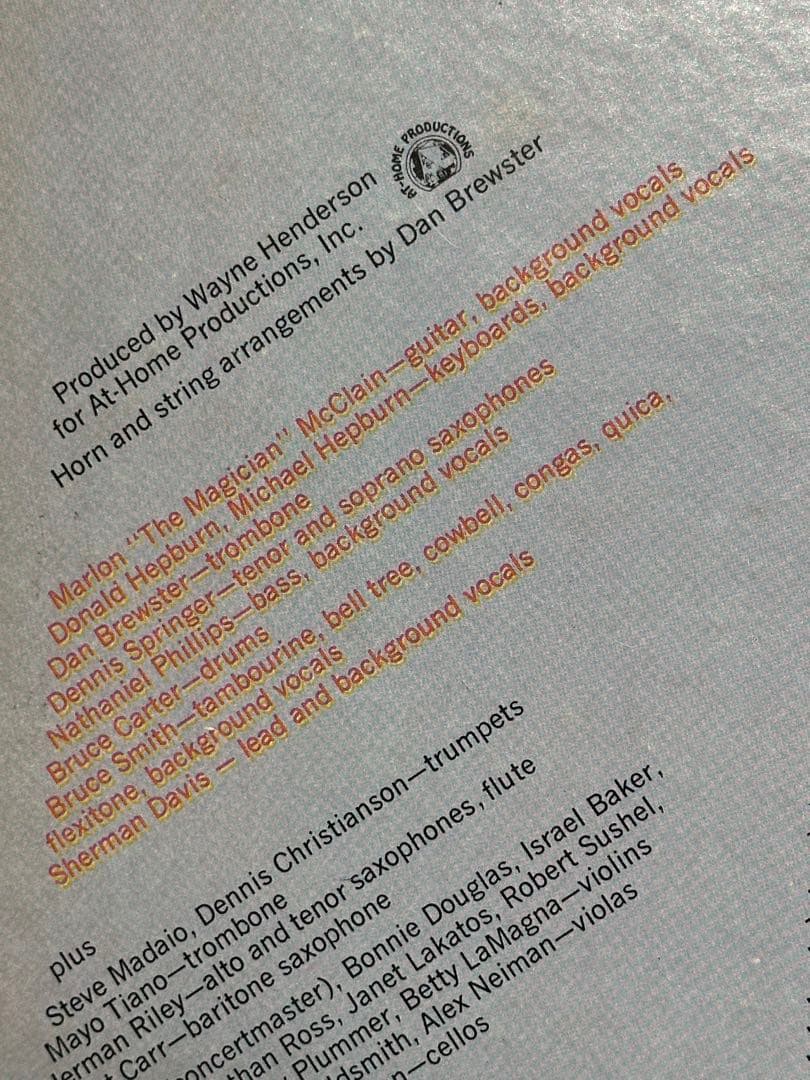 AT-HOME PRODUCTIONS
Produced by Wayne Henderson
for At-Home Productions, Inc.
Horn and string arrangements by Dan Brewster
Marlon "The Magician" McClain—guitar, background vocals
Donald Hepburn, Michael Hepburn—keyboards, background vocals
Dan Brewster—trombone
Dennis Springer—tenor and soprano saxophones
Nathaniel Phillips—bass, background vocals
Bruce Carter—drums
Bruce Smith—tambourine, bell tree, cowbell, congas, quica,
flexitone, background vocals
Sherman Davis — lead and background vocals
plus
Steve Madaio, Dennis Christianson—trumpets
Mayo Tiano—trombone
Riley—alto and tenor saxophones, flute
Carr—baritone saxophone
Bonnie Douglas, Israel Baker,
Ross, Janet Lakatos, Robert Sushel,
Plummer, Betty LaMagna—violins
Alex Neiman—violas
—cellos